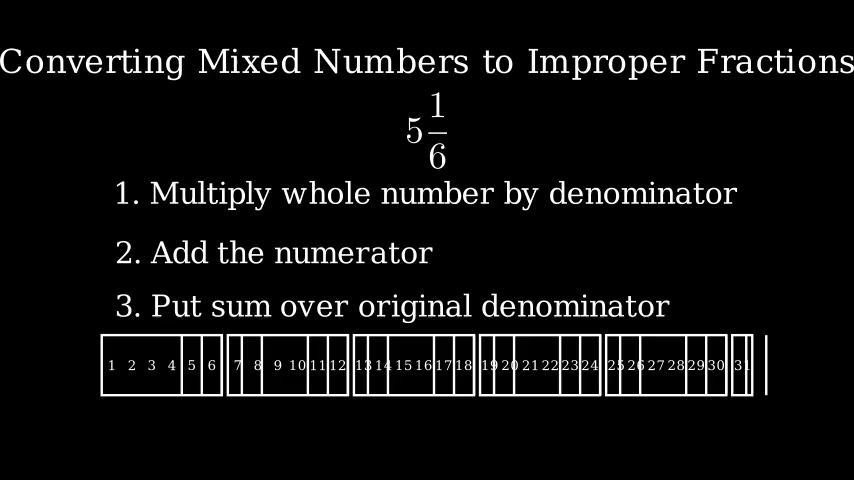 Converting Mixed Numbers to Improper Fractions
5 1/6
1. Multiply whole number by denominator
2. Add the numerator
3. Put sum over original denominator
1 2 3 4 5 6 7 8 9 10 11 12 13 14 15 16 17 18 19 20 21 22 23 24 25 26 27 28 29 30 31